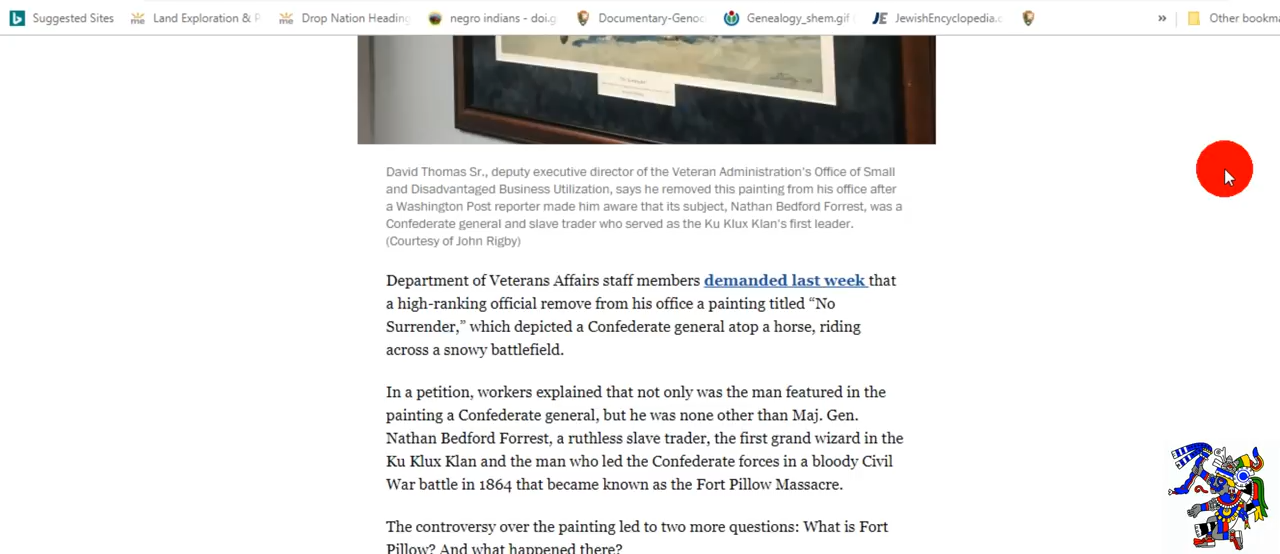 Suggested Sites
Land Exploration &
Drop Nation Heading
negro indians - doi.g
Documentary-Genoc
Genealogy_shem.gif (
JewishEncyclopedia.c
»
Other bookma
David Thomas Sr., deputy executive director of the Veteran Administration's Office of Small
and Disadvantaged Business Utilization, says he removed this painting from his office after
a Washington Post reporter made him aware that its subject, Nathan Bedford Forrest, was a
Confederate general and slave trader who served as the Ku Klux Klan's first leader.
(Courtesy of John Rigby)
Department of Veterans Affairs staff members demanded last week that
a high-ranking official remove from his office a painting titled “No
Surrender,” which depicted a Confederate general atop a horse, riding
across a snowy battlefield.
In a petition, workers explained that not only was the man featured in the
painting a Confederate general, but he was none other than Maj. Gen.
Nathan Bedford Forrest, a ruthless slave trader, the first grand wizard in the
Ku Klux Klan and the man who led the Confederate forces in a bloody Civil
War battle in 1864 that became known as the Fort Pillow Massacre.
The controversy over the painting led to two more questions: What is Fort
Pillow? And what happened there?